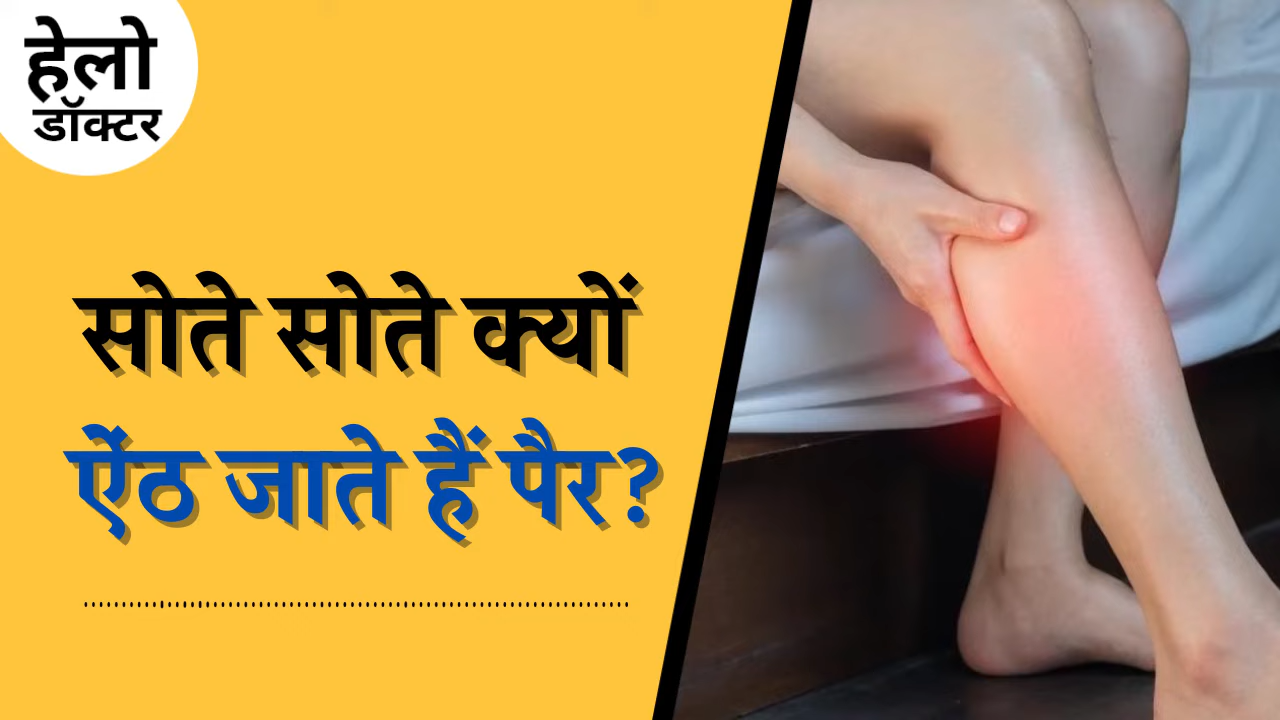 हेलो
डॉक्टर
सोते सोते क्यों
ऐंठ जाते हैं पैर?